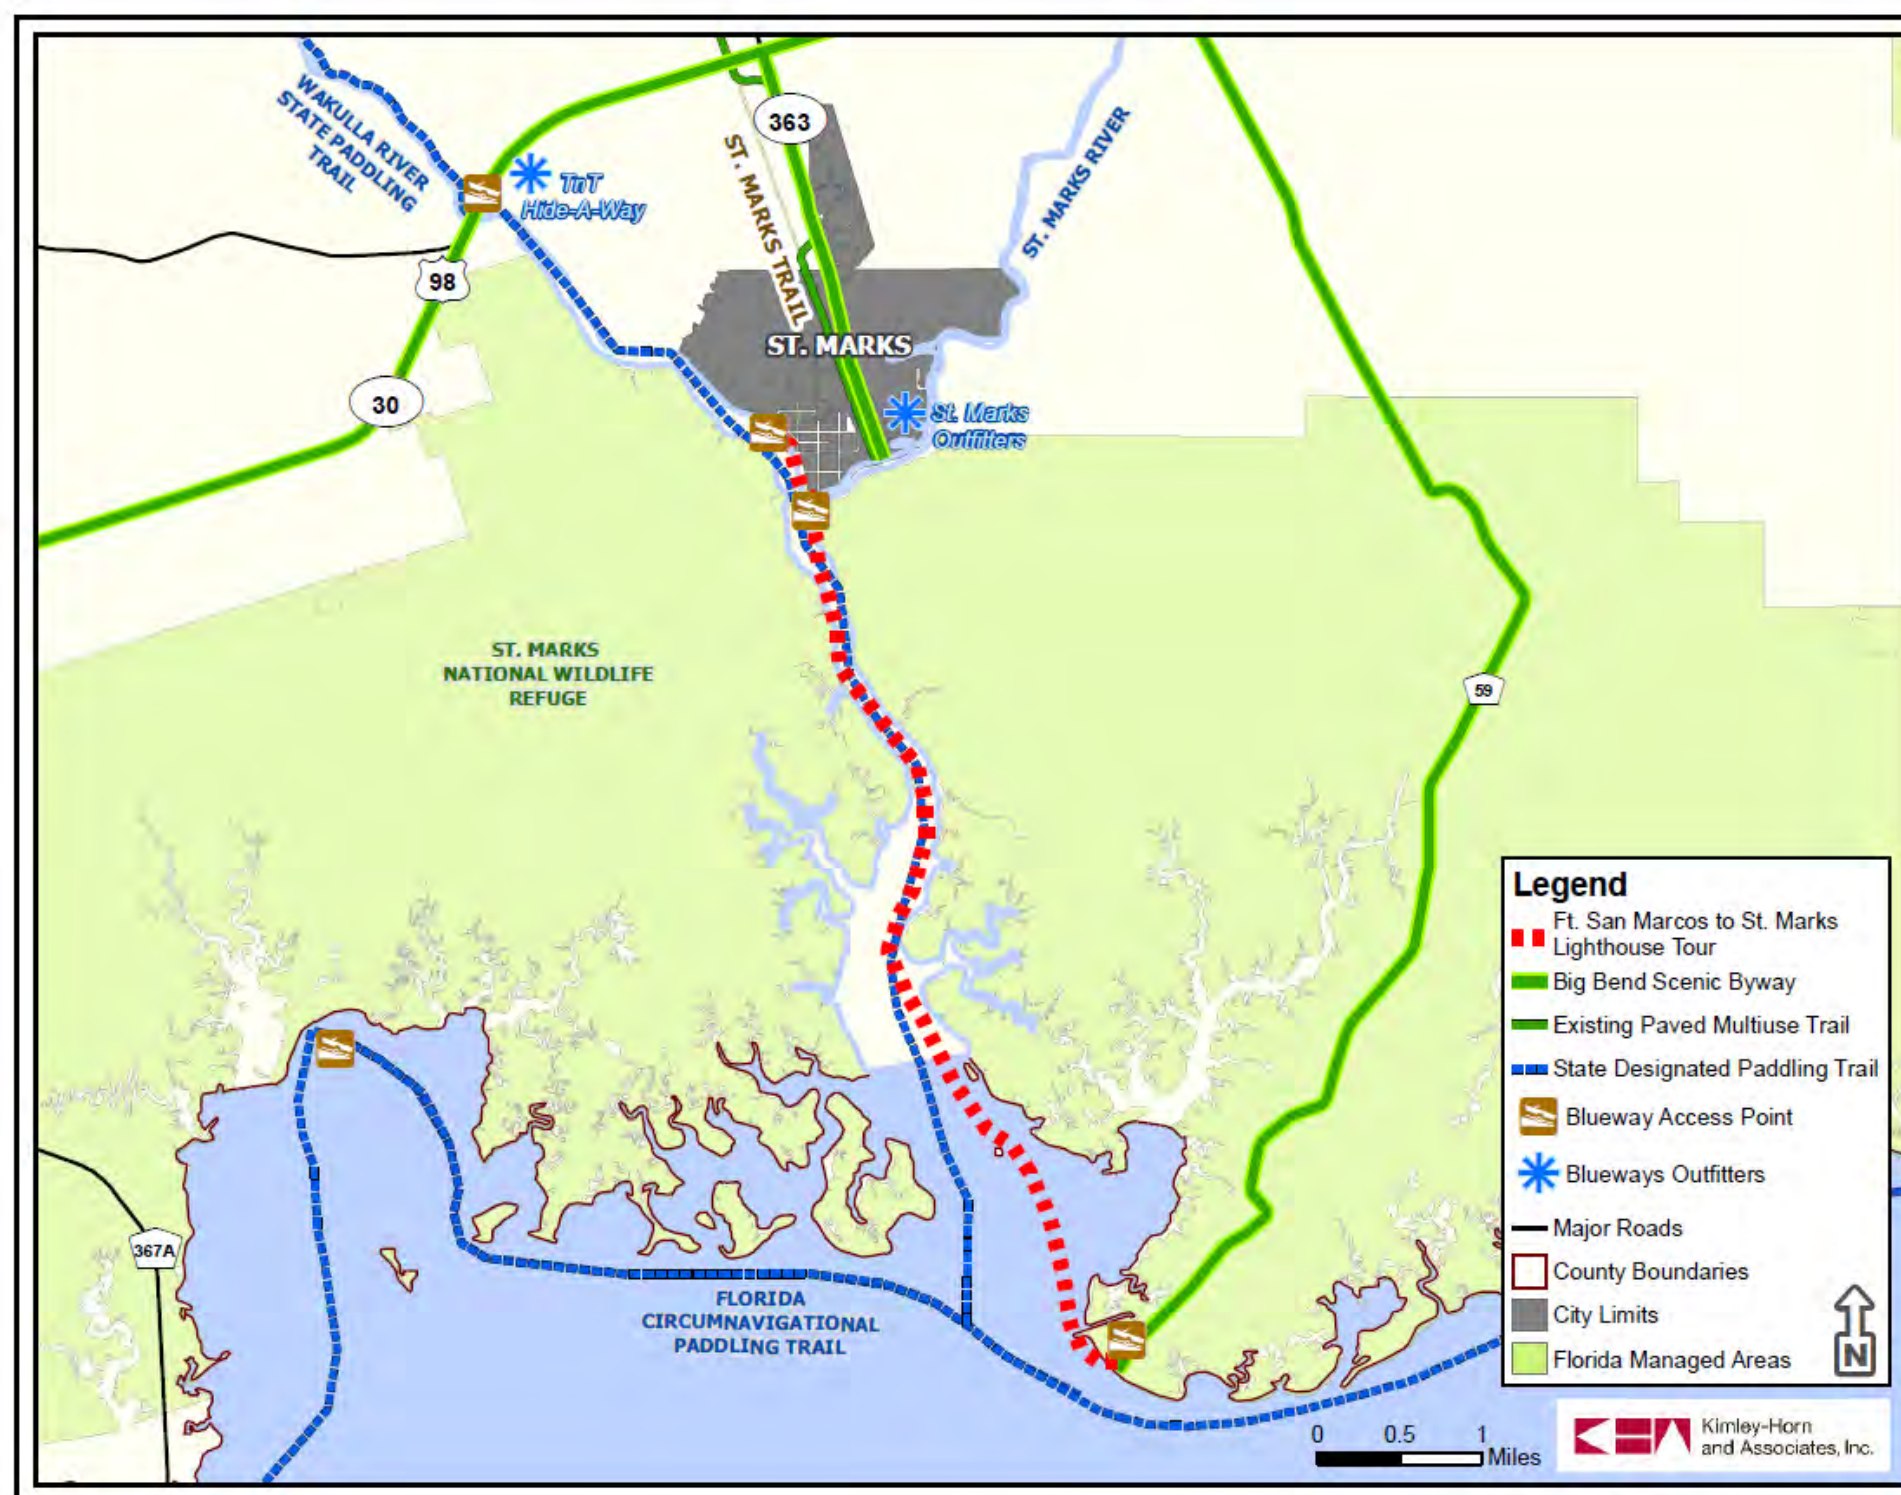 WAKULLA RIVER
STATE PADDLING
TRAIL
TnT
Hide-A-Way
363
ST. MARKS TRAIL
ST. MARKS RIVER
98
30
ST. MARKS
St. Marks
Outfitters
ST. MARKS
NATIONAL WILDLIFE
REFUGE
59
367A
FLORIDA
CIRCUMNAVIGATIONAL
PADDLING TRAIL
Legend
Ft. San Marcos to St. Marks
Lighthouse Tour
Big Bend Scenic Byway
Existing Paved Multiuse Trail
State Designated Paddling Trail
Blueway Access Point
Blueways Outfitters
Major Roads
County Boundaries
City Limits
Florida Managed Areas
N
0 0.5 1
Miles
Kimley-Horn
and Associates, Inc.